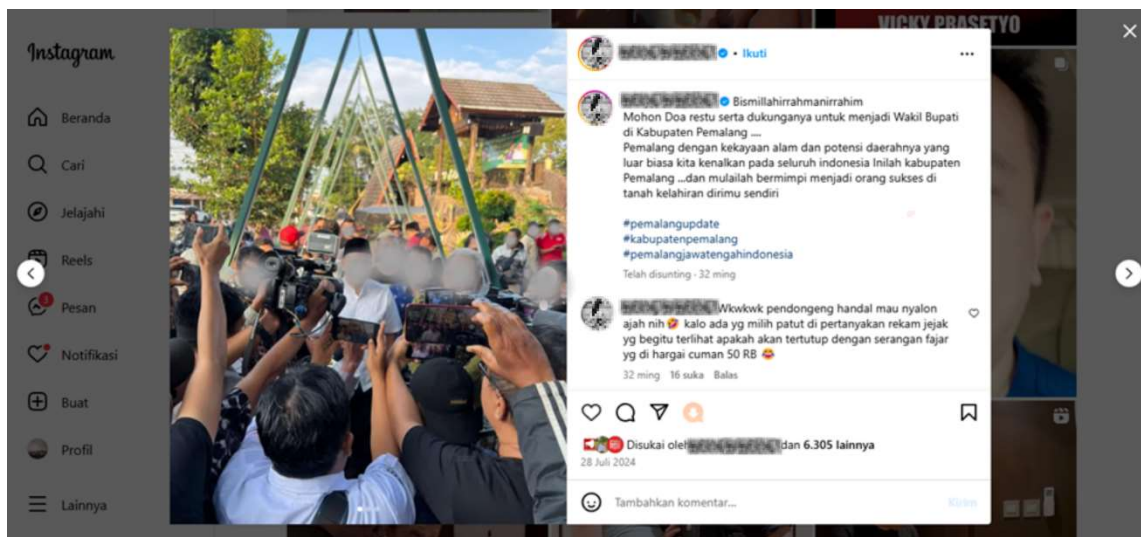 Instagram
Beranda
Cari
Jelajahi
Reels
3
Pesan
Notifikasi
Buat
Profil
Lainnya
VICKY PRASETYO
• Ikuti
Bismillahirrahmanirrahim
Mohon Doa restu serta dukunganya untuk menjadi Wakil Bupati
di Kabupaten Pemalang ....
Pemalang dengan kekayaan alam dan potensi daerahnya yang
luar biasa kita kenalkan pada seluruh indonesia Inilah kabupaten
Pemalang ...dan mulailah bermimpi menjadi orang sukses di
tanah kelahiran dirimu sendiri
#pemalangupdate
#kabupatenpemalang
#pemalangjawatengahindonesia
Telah disunting · 32 ming
Wkwkwk pendongeng handal mau nyalon
ajah nih🤣 kalo ada yg milih patut di pertanyakan rekam jejak
yg begitu terlihat apakah akan tertutup dengan serangan fajar
yg di hargai cuman 50 RB 😂
32 ming 16 suka Balas
Disukai oleh dan 6.305 lainnya
28 Juli 2024
Tambahkan komentar...
Kirim